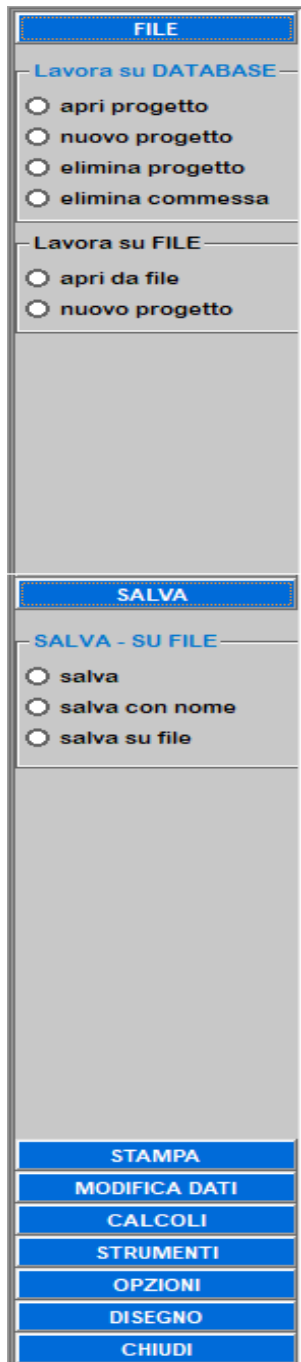 FILE
Lavora su DATABASE
apri progetto
nuovo progetto
elimina progetto
elimina commessa
Lavora su FILE
apri da file
nuovo progetto
SALVA
SALVA - SU FILE
salva
salva con nome
salva su file
STAMPA
MODIFICA DATI
CALCOLI
STRUMENTI
OPZIONI
DISEGNO
CHIUDI